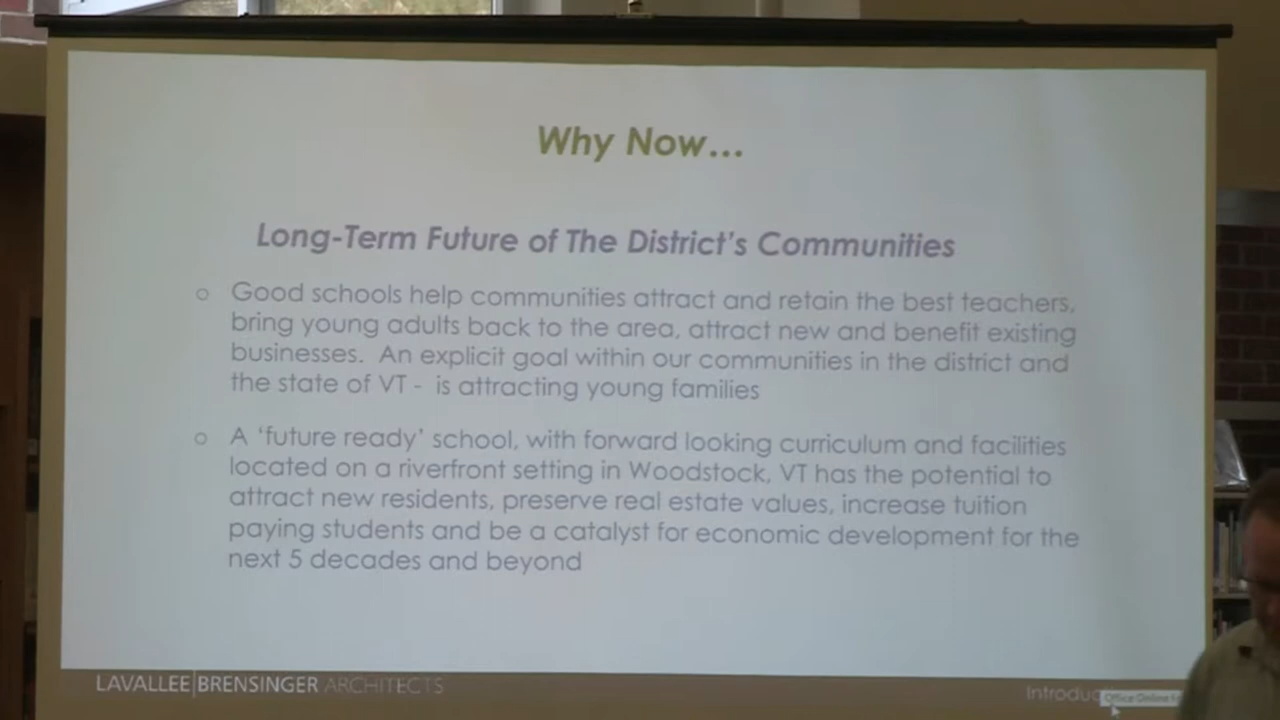 Why Now...
Long-Term Future of The District's Communities
○ Good schools help communities attract and retain the best teachers,
bring young adults back to the area, attract new and benefit existing
businesses. An explicit goal within our communities in the district and
the state of VT - is attracting young families
○ A 'future ready' school, with forward looking curriculum and facilities
located on a riverfront setting in Woodstock, VT has the potential to
attract new residents, preserve real estate values, increase tuition
paying students and be a catalyst for economic development for the
next 5 decades and beyond
LAVALLEE|BRENSINGER ARCHITECTS
Office Online